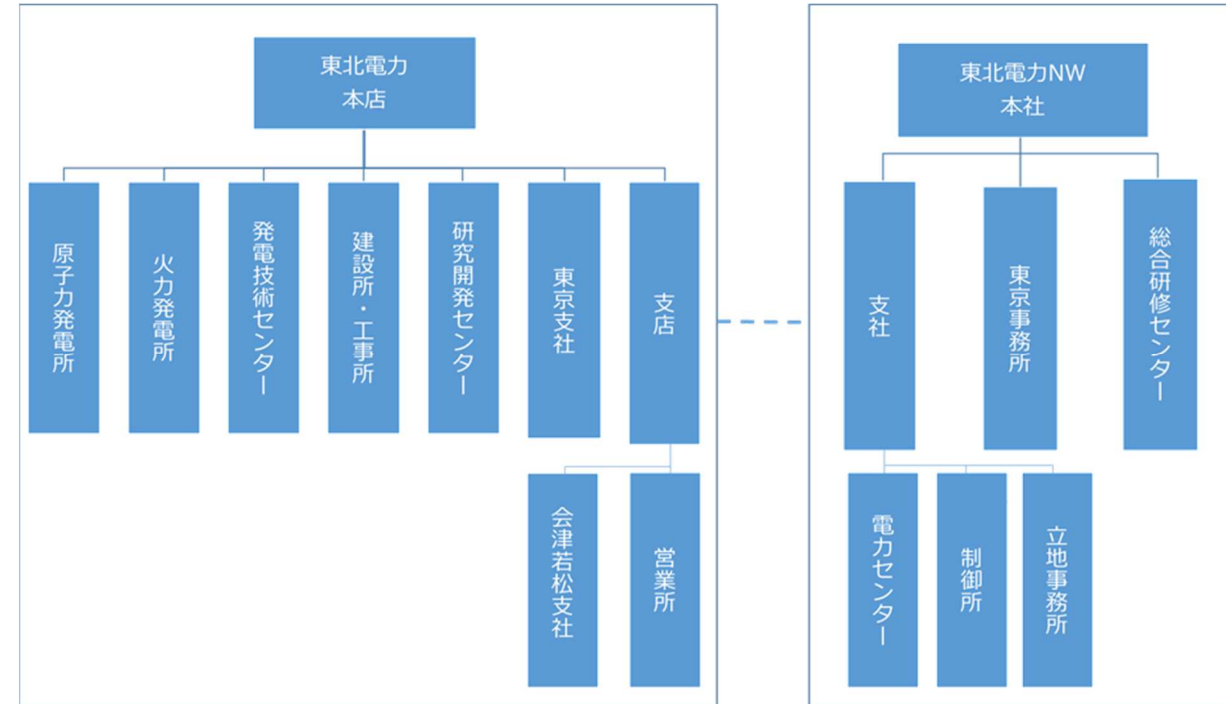 東北電力
本店
原子力発電所
火力発電所
発電技術センター
建設所・工事所
研究開発センター
東京支社
支店
会津若松支社
営業所
東北電力NW
本社
支社
東京事務所
総合研修センター
電力センター
制御所
立地事務所